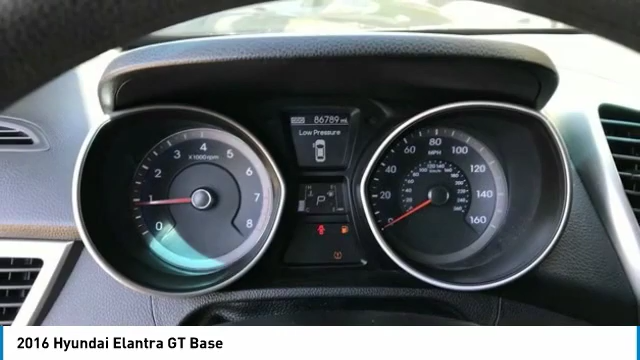 86789 mi
Low Pressure
0 1 2 3 4 5 6 7 8
X1000rpm
P
0 20 40 60 80 100 120 140 160
MPH
2016 Hyundai Elantra GT Base